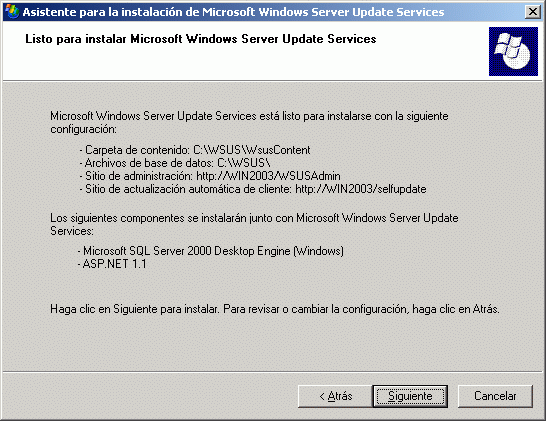 Asistente para la instalación de Microsoft Windows Server Update Services
Listo para instalar Microsoft Windows Server Update Services
Microsoft Windows Server Update Services está listo para instalarse con la siguiente
configuración:
- Carpeta de contenido: C:\WSUS\WsusContent
- Archivos de base de datos: C:\WSUS\
- Sitio de administración: http://WIN2003/WSUSAdmin
- Sitio de actualización automática de cliente: http://WIN2003/selfupdate
Los siguientes componentes se instalarán junto con Microsoft Windows Server Update
Services:
- Microsoft SQL Server 2000 Desktop Engine (Windows)
- ASP.NET 1.1
Haga clic en Siguiente para instalar. Para revisar o cambiar la configuración, haga clic en Atrás.
< Atrás
Siguiente
Cancelar